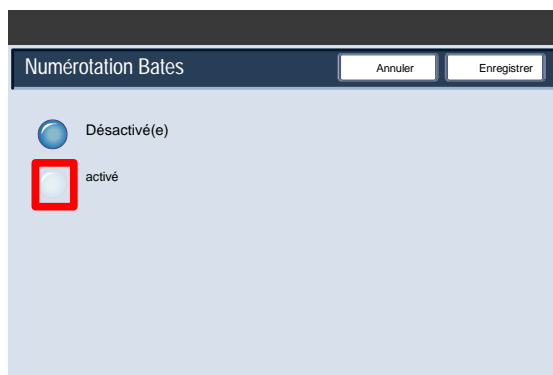 Numérotation Bates
Annuler
Enregistrer
Désactivé(e)
activé